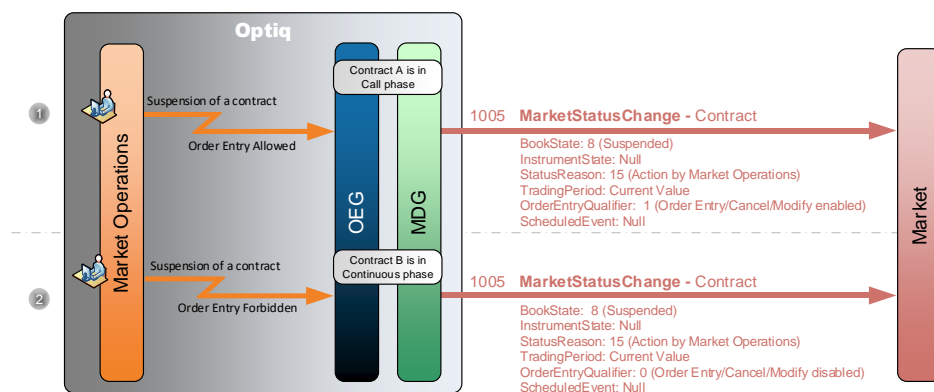 Optiq
Market Operations
OEG
MDG
Market
Contract A is in
Call phase
1
Suspension of a contract
Order Entry Allowed
1005 MarketStatusChange - Contract
BookState: 8 (Suspended)
InstrumentState: Null
StatusReason: 15 (Action by Market Operations)
TradingPeriod: Current Value
OrderEntryQualifier: 1 (Order Entry/Cancel/Modify enabled)
ScheduledEvent: Null
Contract B is in
Continuous phase
2
Suspension of a contract
Order Entry Forbidden
1005 MarketStatusChange - Contract
BookState: 8 (Suspended)
InstrumentState: Null
StatusReason: 15 (Action by Market Operations)
TradingPeriod: Current Value
OrderEntryQualifier: 0 (Order Entry/Cancel/Modify disabled)
ScheduledEvent: Null